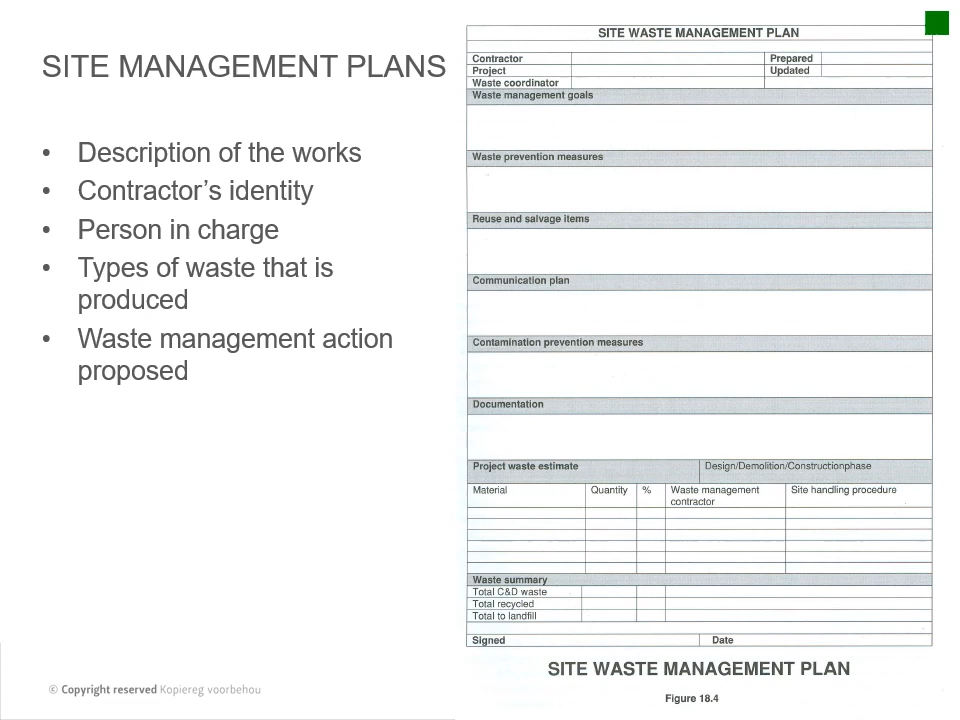 SITE MANAGEMENT PLANS
• Description of the works
• Contractor’s identity
• Person in charge
• Types of waste that is
produced
• Waste management action
proposed
© Copyright reserved Kopiereg voorbehou
SITE WASTE MANAGEMENT PLAN
Contractor Prepared
Project Updated
Waste coordinator
Waste management goals
Waste prevention measures
Reuse and salvage items
Communication plan
Contamination prevention measures
Documentation
Project waste estimate Design/Demolition/Constructionphase
Material Quantity % Waste management Site handling procedure
contractor
Waste summary
Total C&D waste
Total recycled
Total to landfill
Signed Date
SITE WASTE MANAGEMENT PLAN
Figure 18.4